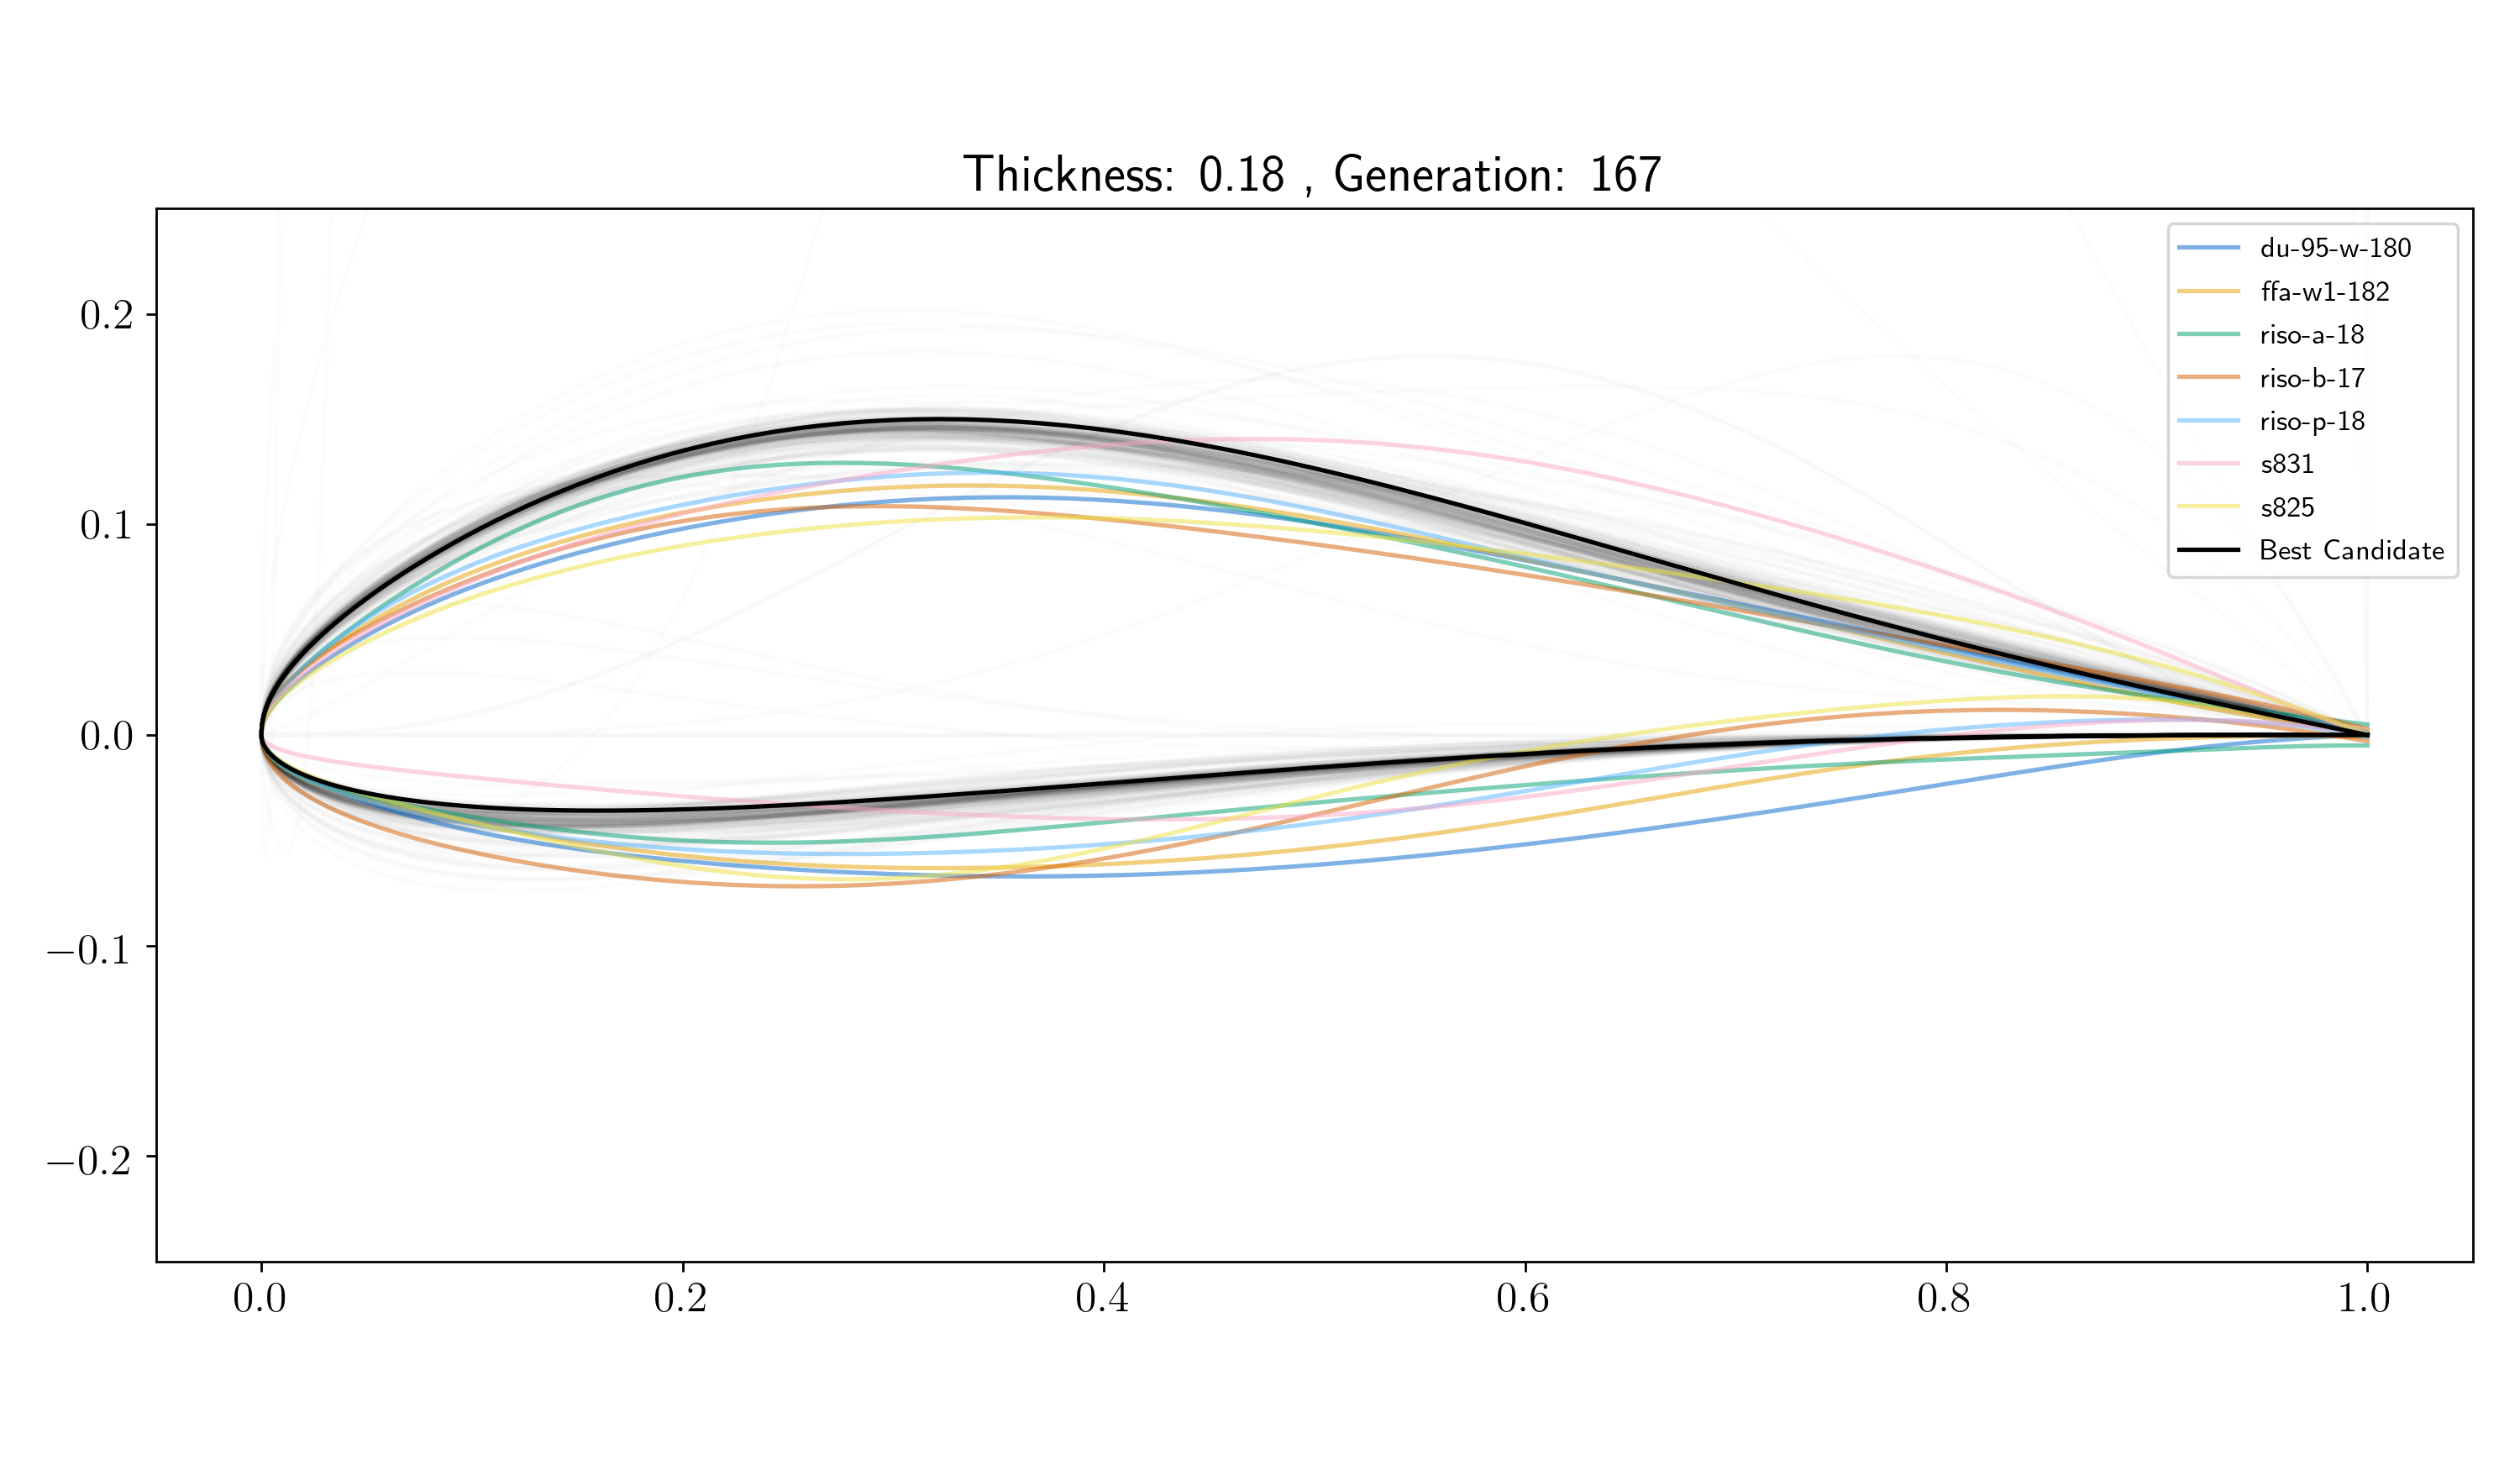 Thickness: 0.18 , Generation: 167
du-95-w-180
ffa-w1-182
riso-a-18
riso-b-17
riso-p-18
s831
s825
Best Candidate
0.2
0.1
0.0
−0.1
−0.2
0.0 0.2 0.4 0.6 0.8 1.0